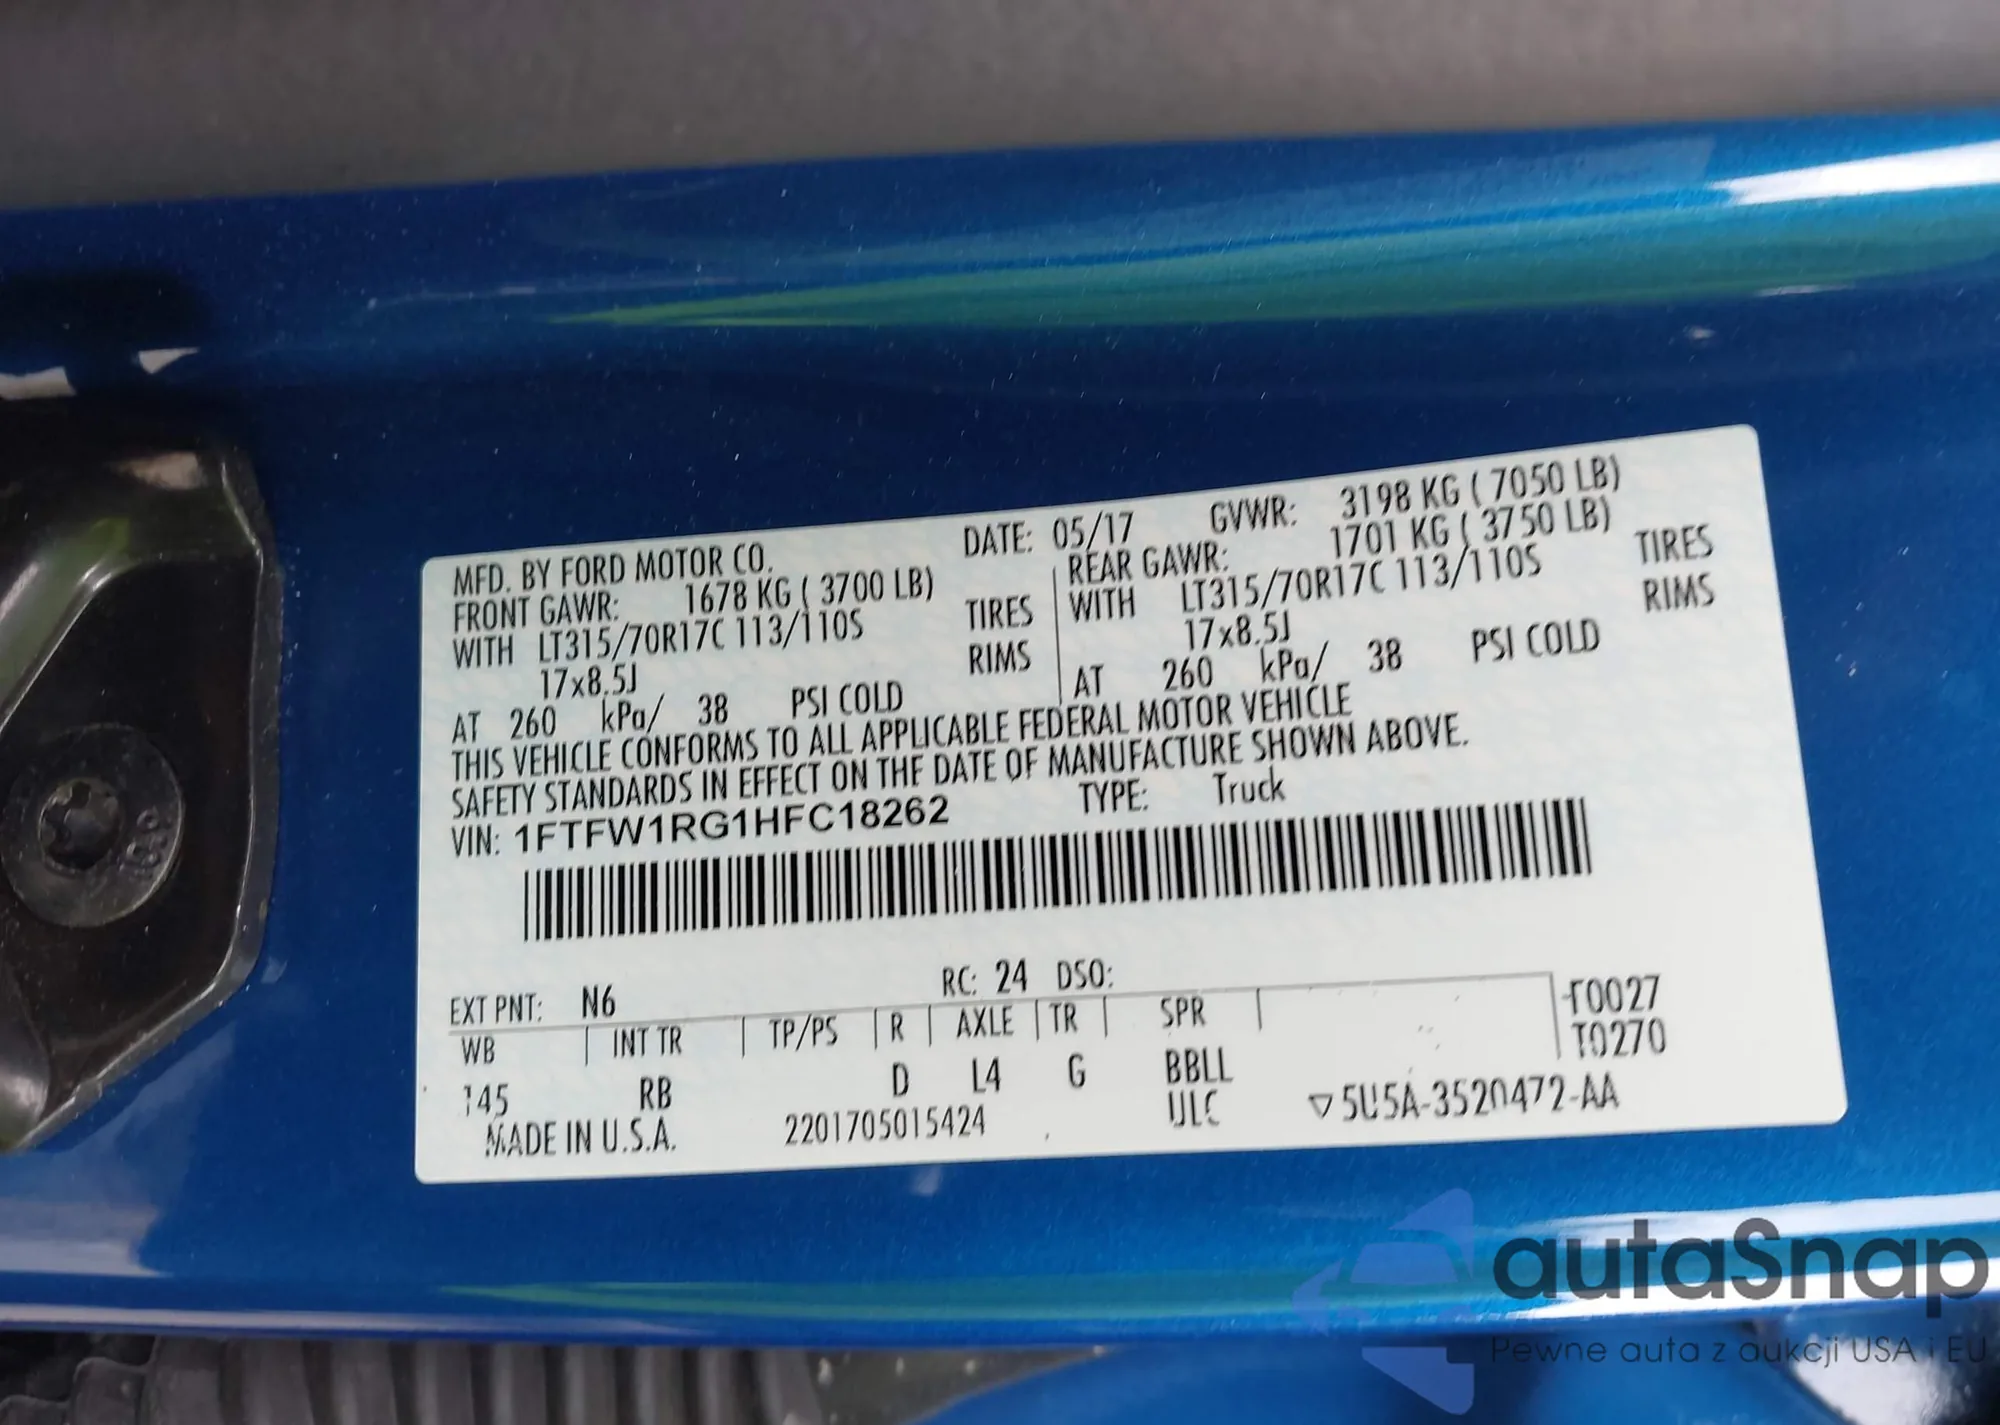 MFD. BY FORD MOTOR CO. DATE: 05/17 GVWR: 3198 KG ( 7050 LB)
FRONT GAWR: 1678 KG ( 3700 LB) REAR GAWR: 1701 KG ( 3750 LB)
WITH LT315/70R17C 113/110S TIRES WITH LT315/70R17C 113/110S TIRES
17x8.5J RIMS 17x8.5J RIMS
AT 260 kPa/ 38 PSI COLD AT 260 kPa/ 38 PSI COLD
THIS VEHICLE CONFORMS TO ALL APPLICABLE FEDERAL MOTOR VEHICLE
SAFETY STANDARDS IN EFFECT ON THE DATE OF MANUFACTURE SHOWN ABOVE.
VIN: 1FTFW1RG1HFC18262 TYPE: Truck
EXT PNT: N6 RC: 24 DSO:
WB INT TR TP/PS R AXLE TR SPR T0027
T0270
145 RB D L4 G BBLL
ULC
MADE IN U.S.A. 2201705015424 ▽5U5A-3520472-AA
autaSnap
Pewne auta z aukcji USA i EU